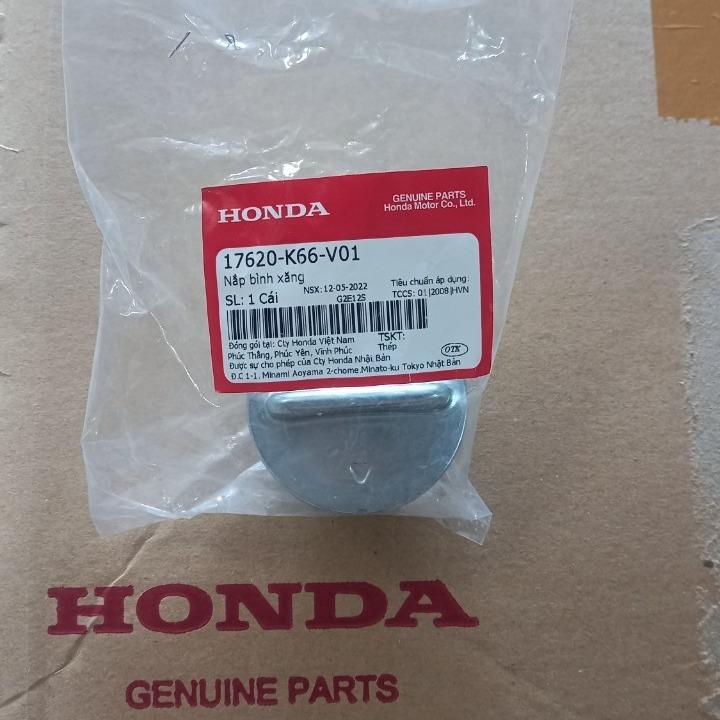 HONDA
GENUINE PARTS
Honda Motor Co., Ltd.
17620-K66-V01
Nắp bình xăng
SL: 1 Cái
NSX: 12-05-2022
G2E12S
Tiêu chuẩn áp dụng:
TCCS: 01|2008|HVN
Đóng gói tại: Cty Honda Việt Nam
Phúc Thắng, Phúc Yên, Vĩnh Phúc
TSKT:
Thép
OTK
Được sự cho phép của Cty Honda Nhật Bản
Đ.C 1-1, Minami Aoyama 2-chome.Minato-ku Tokyo Nhật Bản
HONDA
GENUINE PARTS